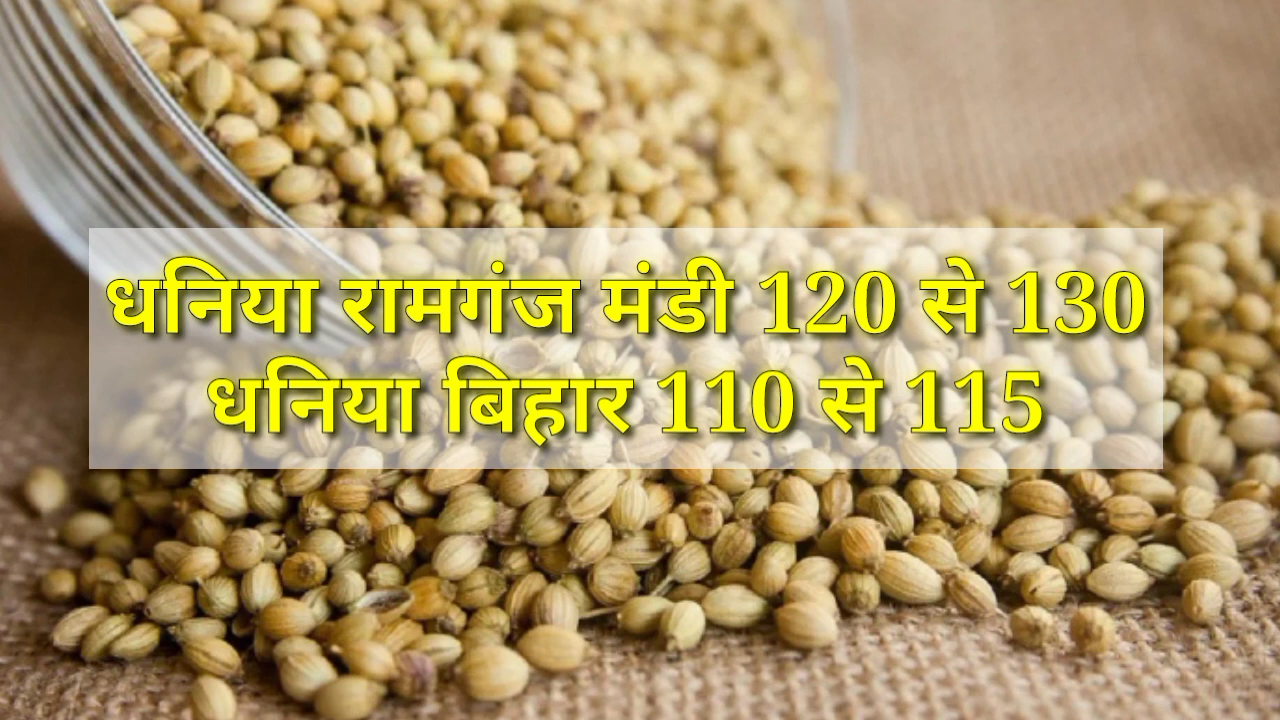 धनिया रामगंज मंडी 120 से 130
धनिया बिहार 110 से 115